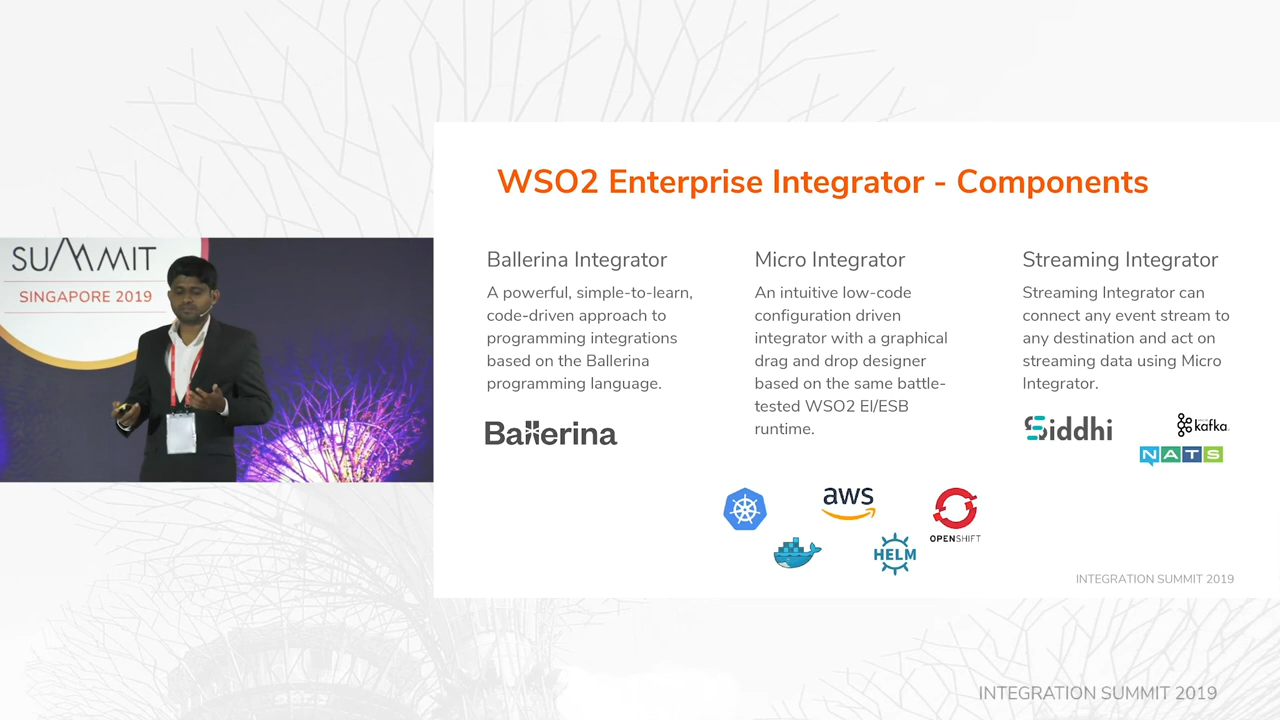 SUMMIT
SINGAPORE 2019
WSO2 Enterprise Integrator - Components
Ballerina Integrator
A powerful, simple-to-learn,
code-driven approach to
programming integrations
based on the Ballerina
programming language.
Ballerina
Micro Integrator
An intuitive low-code
configuration driven
integrator with a graphical
drag and drop designer
based on the same battle-
tested WSO2 EI/ESB
runtime.
Streaming Integrator
Streaming Integrator can
connect any event stream to
any destination and act on
streaming data using Micro
Integrator.
Siddhi
kafka
NATS
aws
OPENSHIFT
HELM
INTEGRATION SUMMIT 2019
INTEGRATION SUMMIT 2019